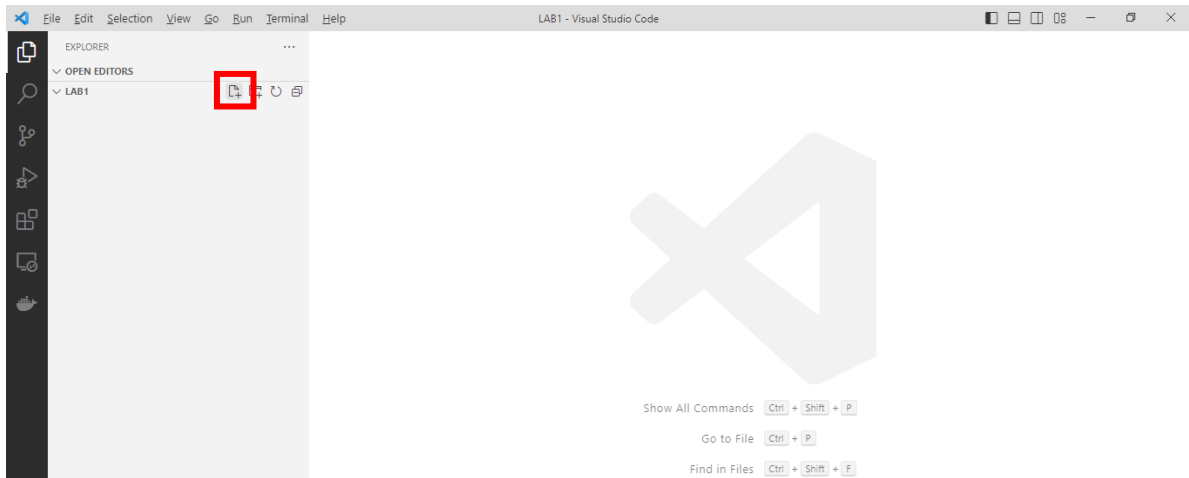 File Edit Selection View Go Run Terminal Help LAB1 - Visual Studio Code
EXPLORER ...
OPEN EDITORS
LAB1
Show All Commands Ctrl + Shift + P
Go to File Ctrl + P
Find in Files Ctrl + Shift + F